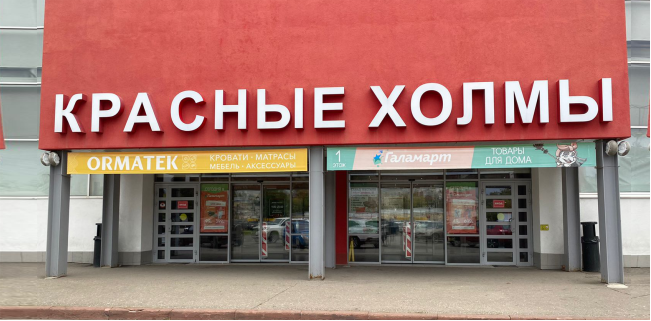 КРАСНЫЕ ХОЛМЫ
ORMATEK
КРОВАТИ · МАТРАСЫ
МЕБЕЛЬ · АКСЕССУАРЫ
1
ЭТАЖ
Галамарт
ТОВАРЫ
ДЛЯ ДОМА